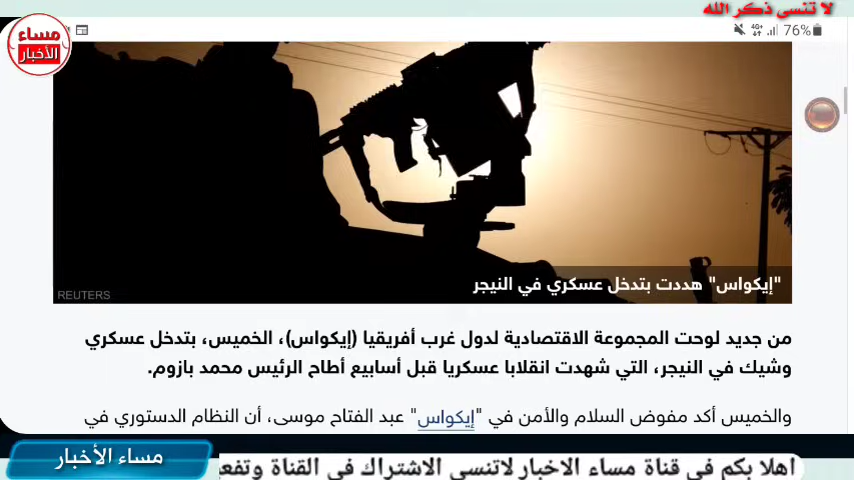 لا تنسى ذكر الله
76%
4G+
مساء
الأخبار
"إيكواس" هددت بتدخل عسكري في النيجر
REUTERS
من جديد لوحت المجموعة الاقتصادية لدول غرب أفريقيا (إيكواس)، الخميس، بتدخل عسكري
وشيك في النيجر، التي شهدت انقلابا عسكريا قبل أسابيع أطاح الرئيس محمد بازوم.
والخميس أكد مفوض السلام والأمن في "إيكواس" عبد الفتاح موسى، أن النظام الدستوري في
مساء الأخبار
اهلا بكم في قناة مساء الاخبار لاتنسى الاشتراك في القناة وتفع